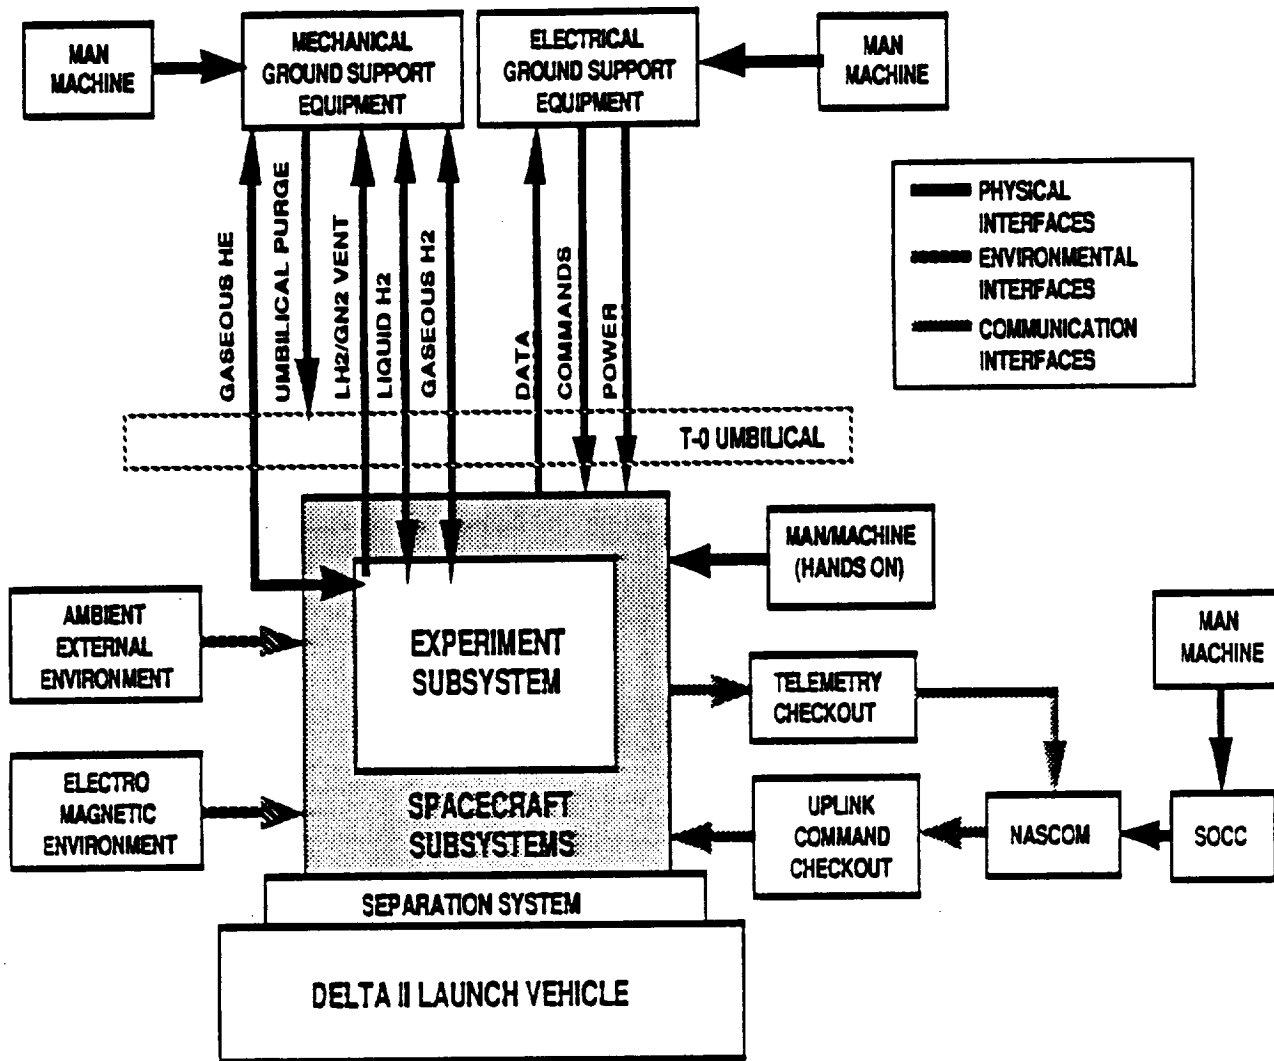 MAN
MACHINE
MECHANICAL
GROUND SUPPORT
EQUIPMENT
ELECTRICAL
GROUND SUPPORT
EQUIPMENT
MAN
MACHINE
PHYSICAL
INTERFACES
ENVIRONMENTAL
INTERFACES
COMMUNICATION
INTERFACES
GASEOUS HE
UMBILICAL PURGE
LH2/GN2 VENT
LIQUID H2
GASEOUS H2
DATA
COMMANDS
POWER
T-0 UMBILICAL
MAN/MACHINE
(HANDS ON)
AMBIENT
EXTERNAL
ENVIRONMENT
EXPERIMENT
SUBSYSTEM
TELEMETRY
CHECKOUT
MAN
MACHINE
ELECTRO
MAGNETIC
ENVIRONMENT
SPACECRAFT
SUBSYSTEMS
UPLINK
COMMAND
CHECKOUT
NASCOM
SOCC
SEPARATION SYSTEM
DELTA II LAUNCH VEHICLE